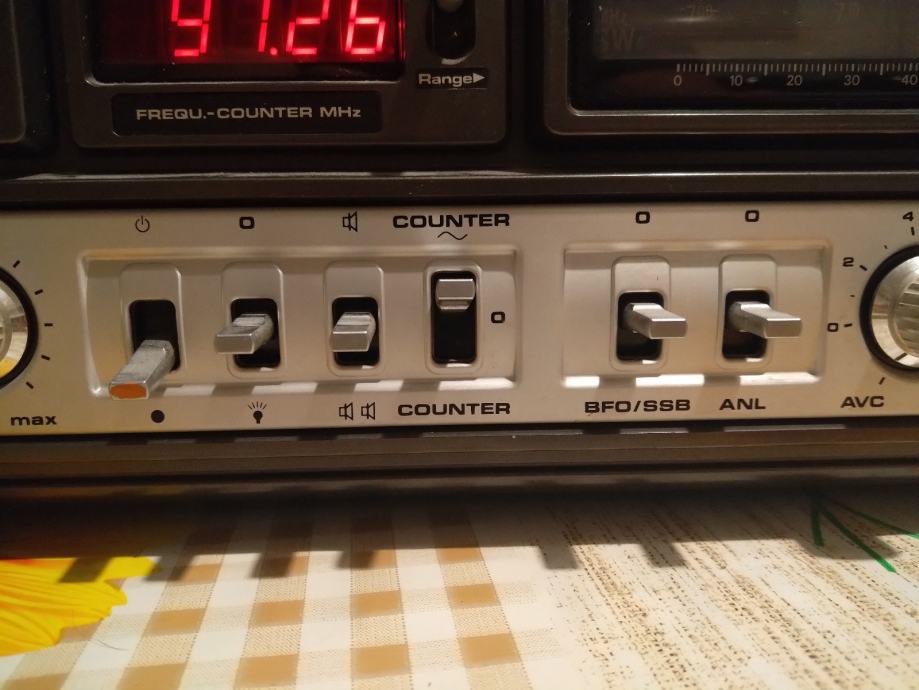 91.26
Range
FREQU.-COUNTER MHz
SW
0 10 20 30 40
0 COUNTER 0 0 4
2
0
0
max COUNTER BFO/SSB ANL AVC